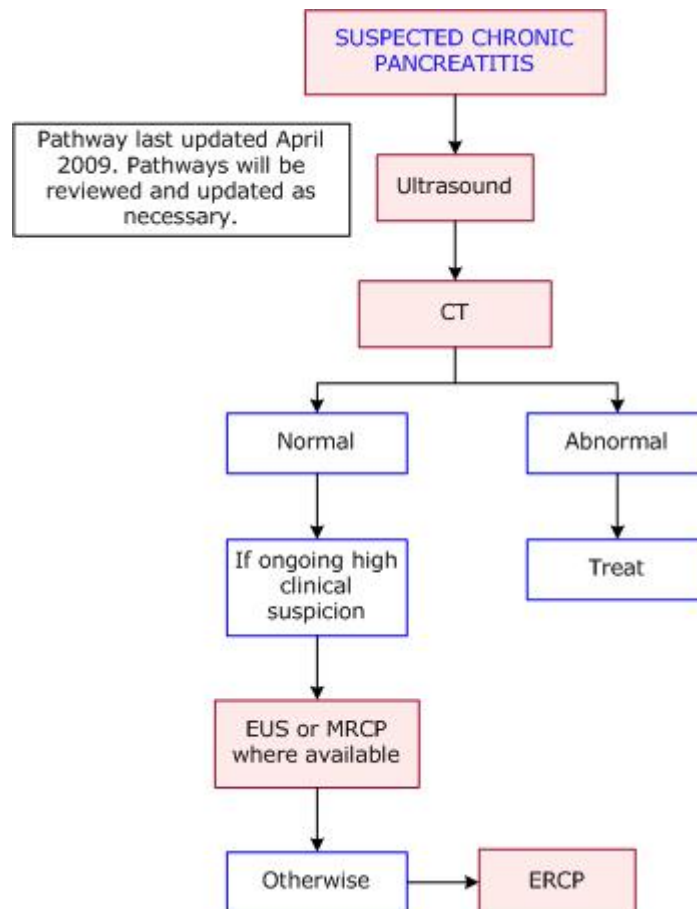 SUSPECTED CHRONIC
PANCREATITIS
Pathway last updated April
2009. Pathways will be
reviewed and updated as
necessary.
Ultrasound
CT
Normal
Abnormal
If ongoing high
clinical
suspicion
Treat
EUS or MRCP
where available
Otherwise
ERCP